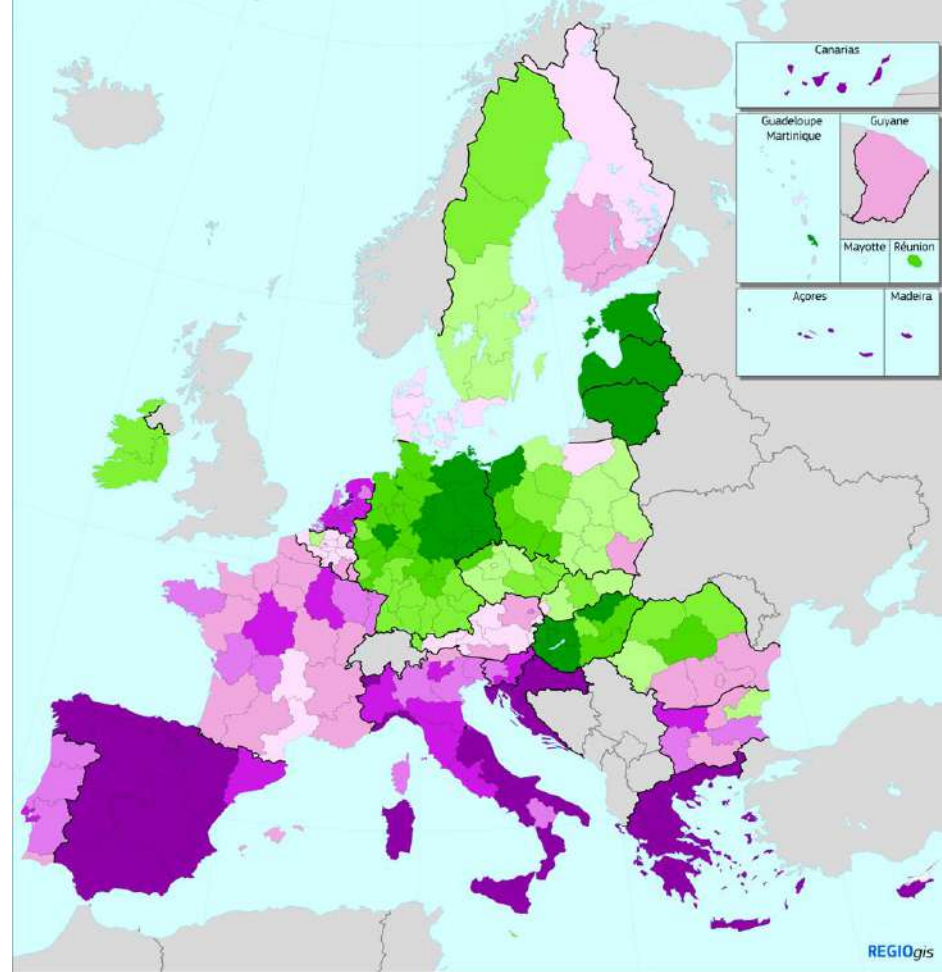 Canarias
Guadeloupe
Martinique
Guyane
Mayotte
Réunion
Açores
Madeira
REGIOgis